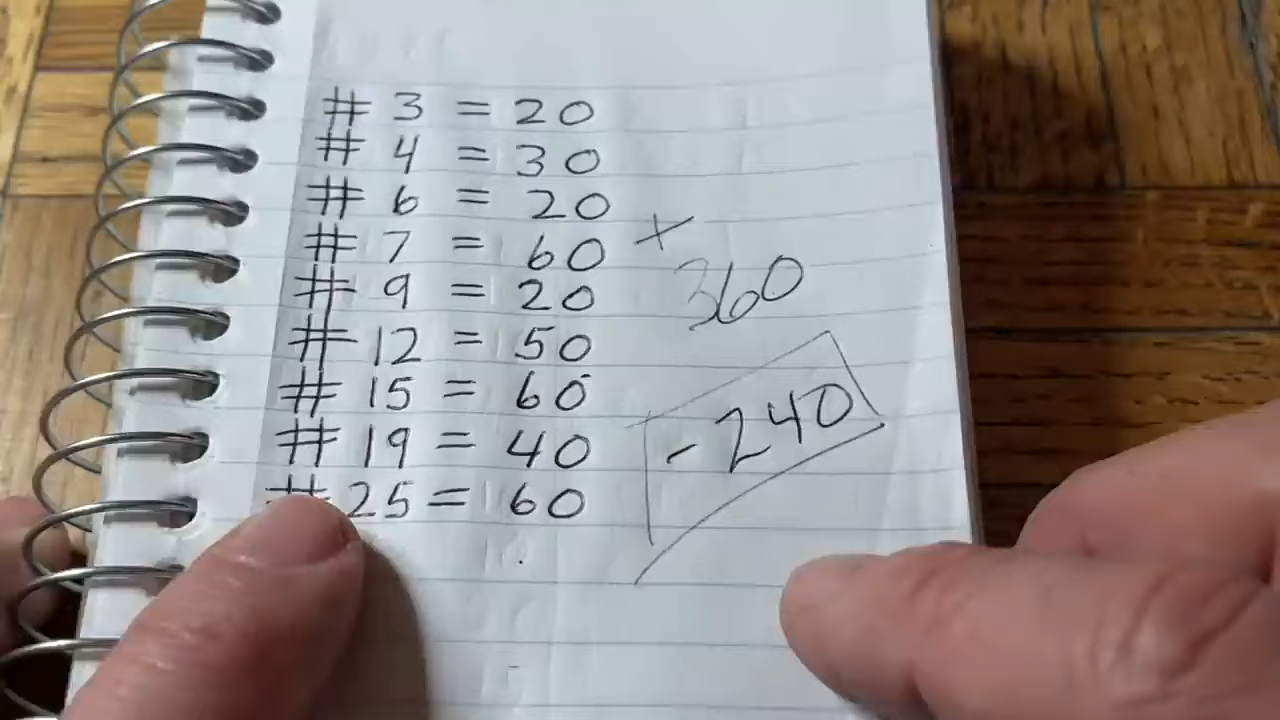 # 3 = 20
# 4 = 30
# 6 = 20
# 7 = 60
# 9 = 20
# 12 = 50
# 15 = 60
# 19 = 40
# 25 = 60
+
360
- 240